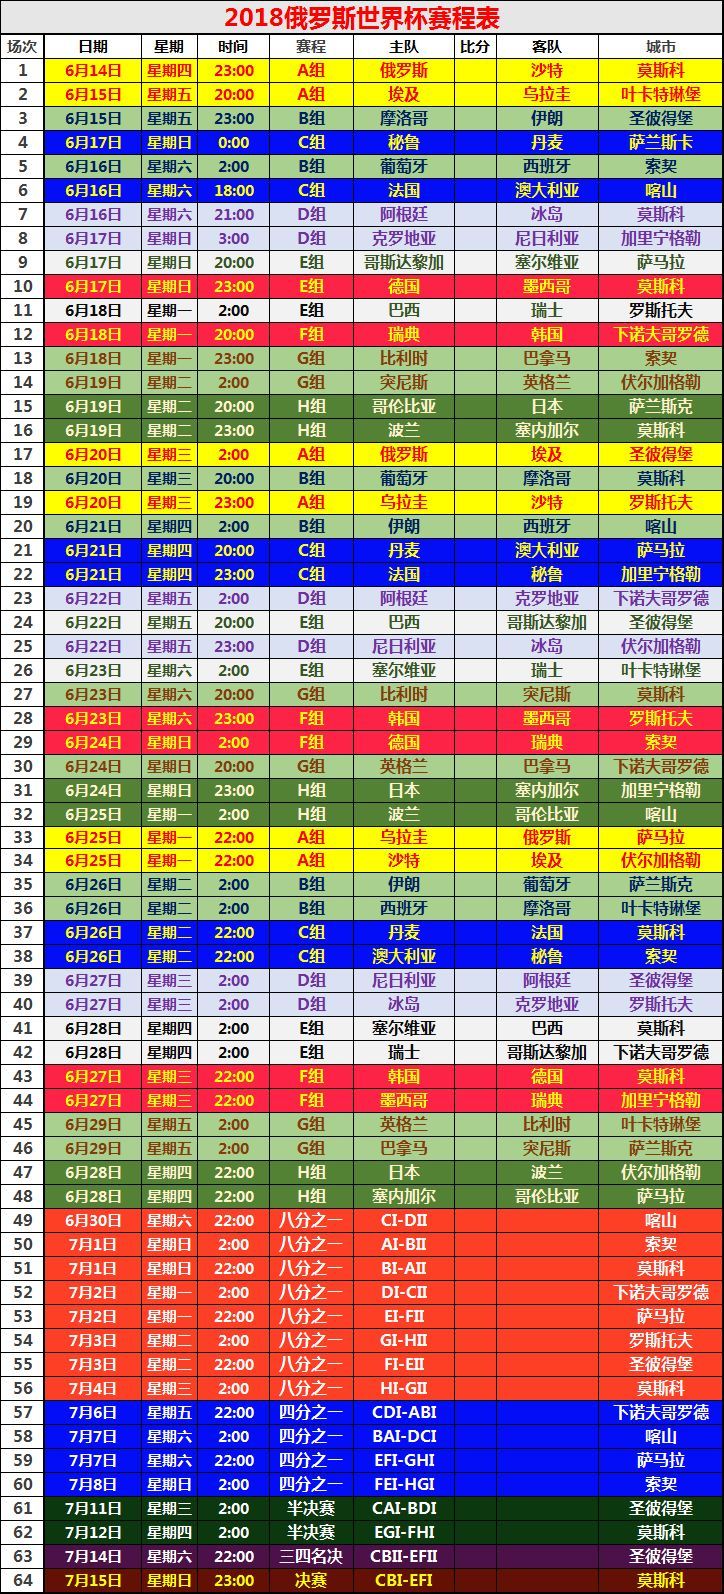 2018俄罗斯世界杯赛程表
场次 日期 星期 时间 赛程 主队 比分 客队 城市
1 6月14日 星期四 23:00 A组 俄罗斯 沙特 莫斯科
2 6月15日 星期五 20:00 A组 埃及 乌拉圭 叶卡特琳堡
3 6月15日 星期五 23:00 B组 摩洛哥 伊朗 圣彼得堡
4 6月17日 星期日 0:00 C组 秘鲁 丹麦 萨兰斯卡
5 6月16日 星期六 2:00 B组 葡萄牙 西班牙 索契
6 6月16日 星期六 18:00 C组 法国 澳大利亚 喀山
7 6月16日 星期六 21:00 D组 阿根廷 冰岛 莫斯科
8 6月17日 星期日 3:00 D组 克罗地亚 尼日利亚 加里宁格勒
9 6月17日 星期日 20:00 E组 哥斯达黎加 塞尔维亚 萨马拉
10 6月17日 星期日 23:00 E组 德国 墨西哥 莫斯科
11 6月18日 星期一 2:00 E组 巴西 瑞士 罗斯托夫
12 6月18日 星期一 20:00 F组 瑞典 韩国 下诺夫哥罗德
13 6月18日 星期一 23:00 G组 比利时 巴拿马 索契
14 6月19日 星期二 2:00 G组 突尼斯 英格兰 伏尔加格勒
15 6月19日 星期二 20:00 H组 哥伦比亚 日本 萨兰斯克
16 6月19日 星期二 23:00 H组 波兰 塞内加尔 莫斯科
17 6月20日 星期三 2:00 A组 俄罗斯 埃及 圣彼得堡
18 6月20日 星期三 20:00 B组 葡萄牙 摩洛哥 莫斯科
19 6月20日 星期三 23:00 A组 乌拉圭 沙特 罗斯托夫
20 6月21日 星期四 2:00 B组 伊朗 西班牙 喀山
21 6月21日 星期四 20:00 C组 丹麦 澳大利亚 萨马拉
22 6月21日 星期四 23:00 C组 法国 秘鲁 加里宁格勒
23 6月22日 星期五 2:00 D组 阿根廷 克罗地亚 下诺夫哥罗德
24 6月22日 星期五 20:00 E组 巴西 哥斯达黎加 圣彼得堡
25 6月22日 星期五 23:00 D组 尼日利亚 冰岛 伏尔加格勒
26 6月23日 星期六 2:00 E组 塞尔维亚 瑞士 叶卡特琳堡
27 6月23日 星期六 20:00 G组 比利时 突尼斯 莫斯科
28 6月23日 星期六 23:00 F组 韩国 墨西哥 罗斯托夫
29 6月24日 星期日 2:00 F组 德国 瑞典 索契
30 6月24日 星期日 20:00 G组 英格兰 巴拿马 下诺夫哥罗德
31 6月24日 星期日 23:00 H组 日本 塞内加尔 加里宁格勒
32 6月25日 星期一 2:00 H组 波兰 哥伦比亚 喀山
33 6月25日 星期一 22:00 A组 乌拉圭 俄罗斯 萨马拉
34 6月25日 星期一 22:00 A组 沙特 埃及 伏尔加格勒
35 6月26日 星期二 2:00 B组 伊朗 葡萄牙 萨兰斯克
36 6月26日 星期二 2:00 B组 西班牙 摩洛哥 叶卡特琳堡
37 6月26日 星期二 22:00 C组 丹麦 法国 莫斯科
38 6月26日 星期二 22:00 C组 澳大利亚 秘鲁 索契
39 6月27日 星期三 2:00 D组 尼日利亚 阿根廷 圣彼得堡
40 6月27日 星期三 2:00 D组 冰岛 克罗地亚 罗斯托夫
41 6月28日 星期四 2:00 E组 塞尔维亚 巴西 莫斯科
42 6月28日 星期四 2:00 E组 瑞士 哥斯达黎加 下诺夫哥罗德
43 6月27日 星期三 22:00 F组 韩国 德国 莫斯科
44 6月27日 星期三 22:00 F组 墨西哥 瑞典 加里宁格勒
45 6月29日 星期五 2:00 G组 英格兰 比利时 叶卡特琳堡
46 6月29日 星期五 2:00 G组 巴拿马 突尼斯 萨兰斯克
47 6月28日 星期四 22:00 H组 日本 波兰 伏尔加格勒
48 6月28日 星期四 22:00 H组 塞内加尔 哥伦比亚 萨马拉
49 6月30日 星期六 22:00 八分之一 CI-DII 喀山
50 7月1日 星期日 2:00 八分之一 AI-BII 索契
51 7月1日 星期日 22:00 八分之一 BI-AII 莫斯科
52 7月2日 星期一 2:00 八分之一 DI-CII 下诺夫哥罗德
53 7月2日 星期一 22:00 八分之一 EI-FII 萨马拉
54 7月3日 星期二 2:00 八分之一 GI-HII 罗斯托夫
55 7月3日 星期二 22:00 八分之一 FI-EII 圣彼得堡
56 7月4日 星期三 2:00 八分之一 HI-GII 莫斯科
57 7月6日 星期五 22:00 四分之一 CDI-ABI 下诺夫哥罗德
58 7月7日 星期六 2:00 四分之一 BAI-DCI 喀山
59 7月7日 星期六 22:00 四分之一 EFI-GHI 萨马拉
60 7月8日 星期日 2:00 四分之一 FEI-HGI 索契
61 7月11日 星期三 2:00 半决赛 CAI-BDI 圣彼得堡
62 7月12日 星期四 2:00 半决赛 EGI-FHI 莫斯科
63 7月14日 星期六 22:00 三四名决 CBII-EFII 圣彼得堡
64 7月15日 星期日 23:00 决赛 CBI-EFI 莫斯科